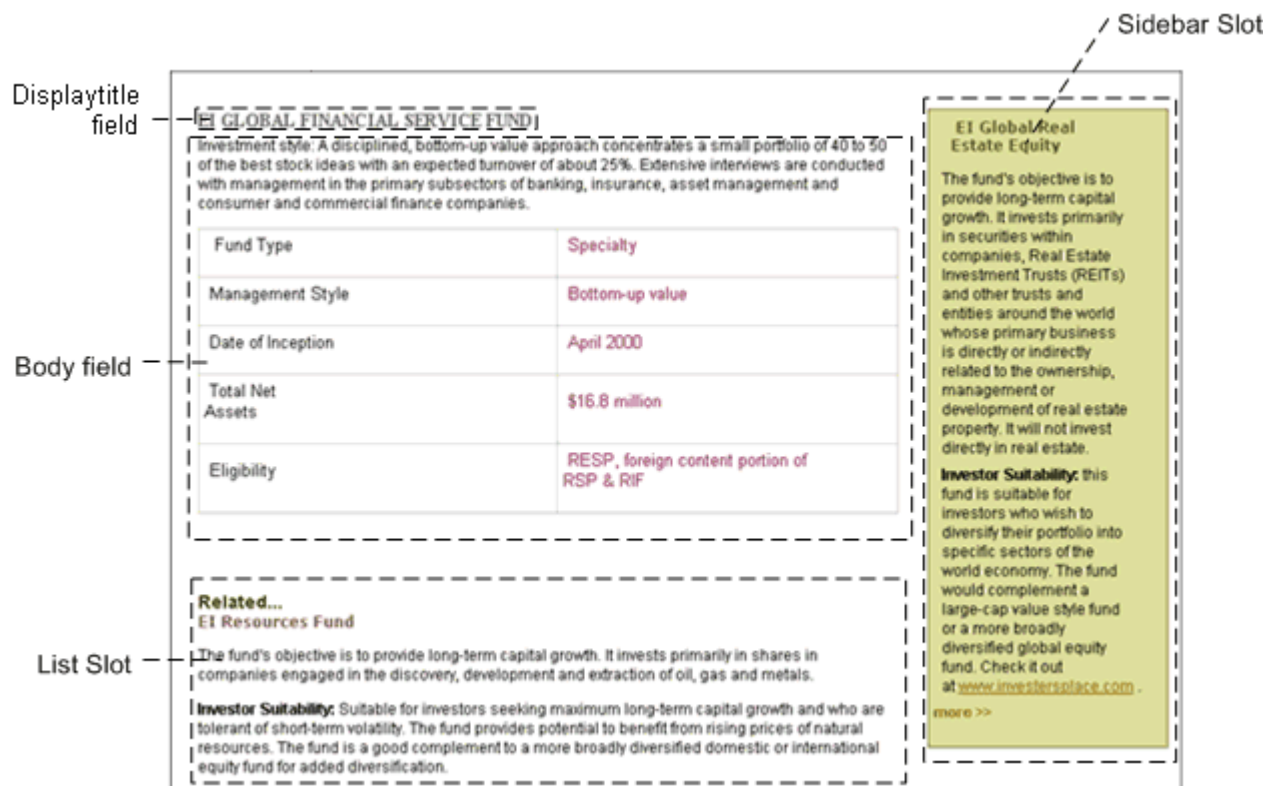 Sidebar Slot
Displaytitle
field
EI GLOBAL FINANCIAL SERVICE FUND
Investment style: A disciplined, bottom-up value approach concentrates a small portfolio of 40 to 50
of the best stock ideas with an expected turnover of about 25%. Extensive interviews are conducted
with management in the primary subsectors of banking, insurance, asset management and
consumer and commercial finance companies.
Fund Type Specialty
Management Style Bottom-up value
Date of Inception April 2000
Body field
Total Net
Assets
$16.8 million
Eligibility
RESP, foreign content portion of
RSP & RIF
List Slot
Related...
EI Resources Fund
The fund's objective is to provide long-term capital growth. It invests primarily in shares in
companies engaged in the discovery, development and extraction of oil, gas and metals.
Investor Suitability: Suitable for investors seeking maximum long-term capital growth and who are
tolerant of short-term volatility. The fund provides potential to benefit from rising prices of natural
resources. The fund is a good complement to a more broadly diversified domestic or international
equity fund for added diversification.
EI Global Real
Estate Equity
The fund's objective is to
provide long-term capital
growth. It invests primarily
in securities within
companies, Real Estate
Investment Trusts (REITs)
and other trusts and
entities around the world
whose primary business
is directly or indirectly
related to the ownership,
management or
development of real estate
property. It will not invest
directly in real estate.
Investor Suitability: this
fund is suitable for
investors who wish to
diversify their portfolio into
specific sectors of the
world economy. The fund
would complement a
large-cap value style fund
or a more broadly
diversified global equity
fund. Check it out
at www.investersplace.com .
more >>